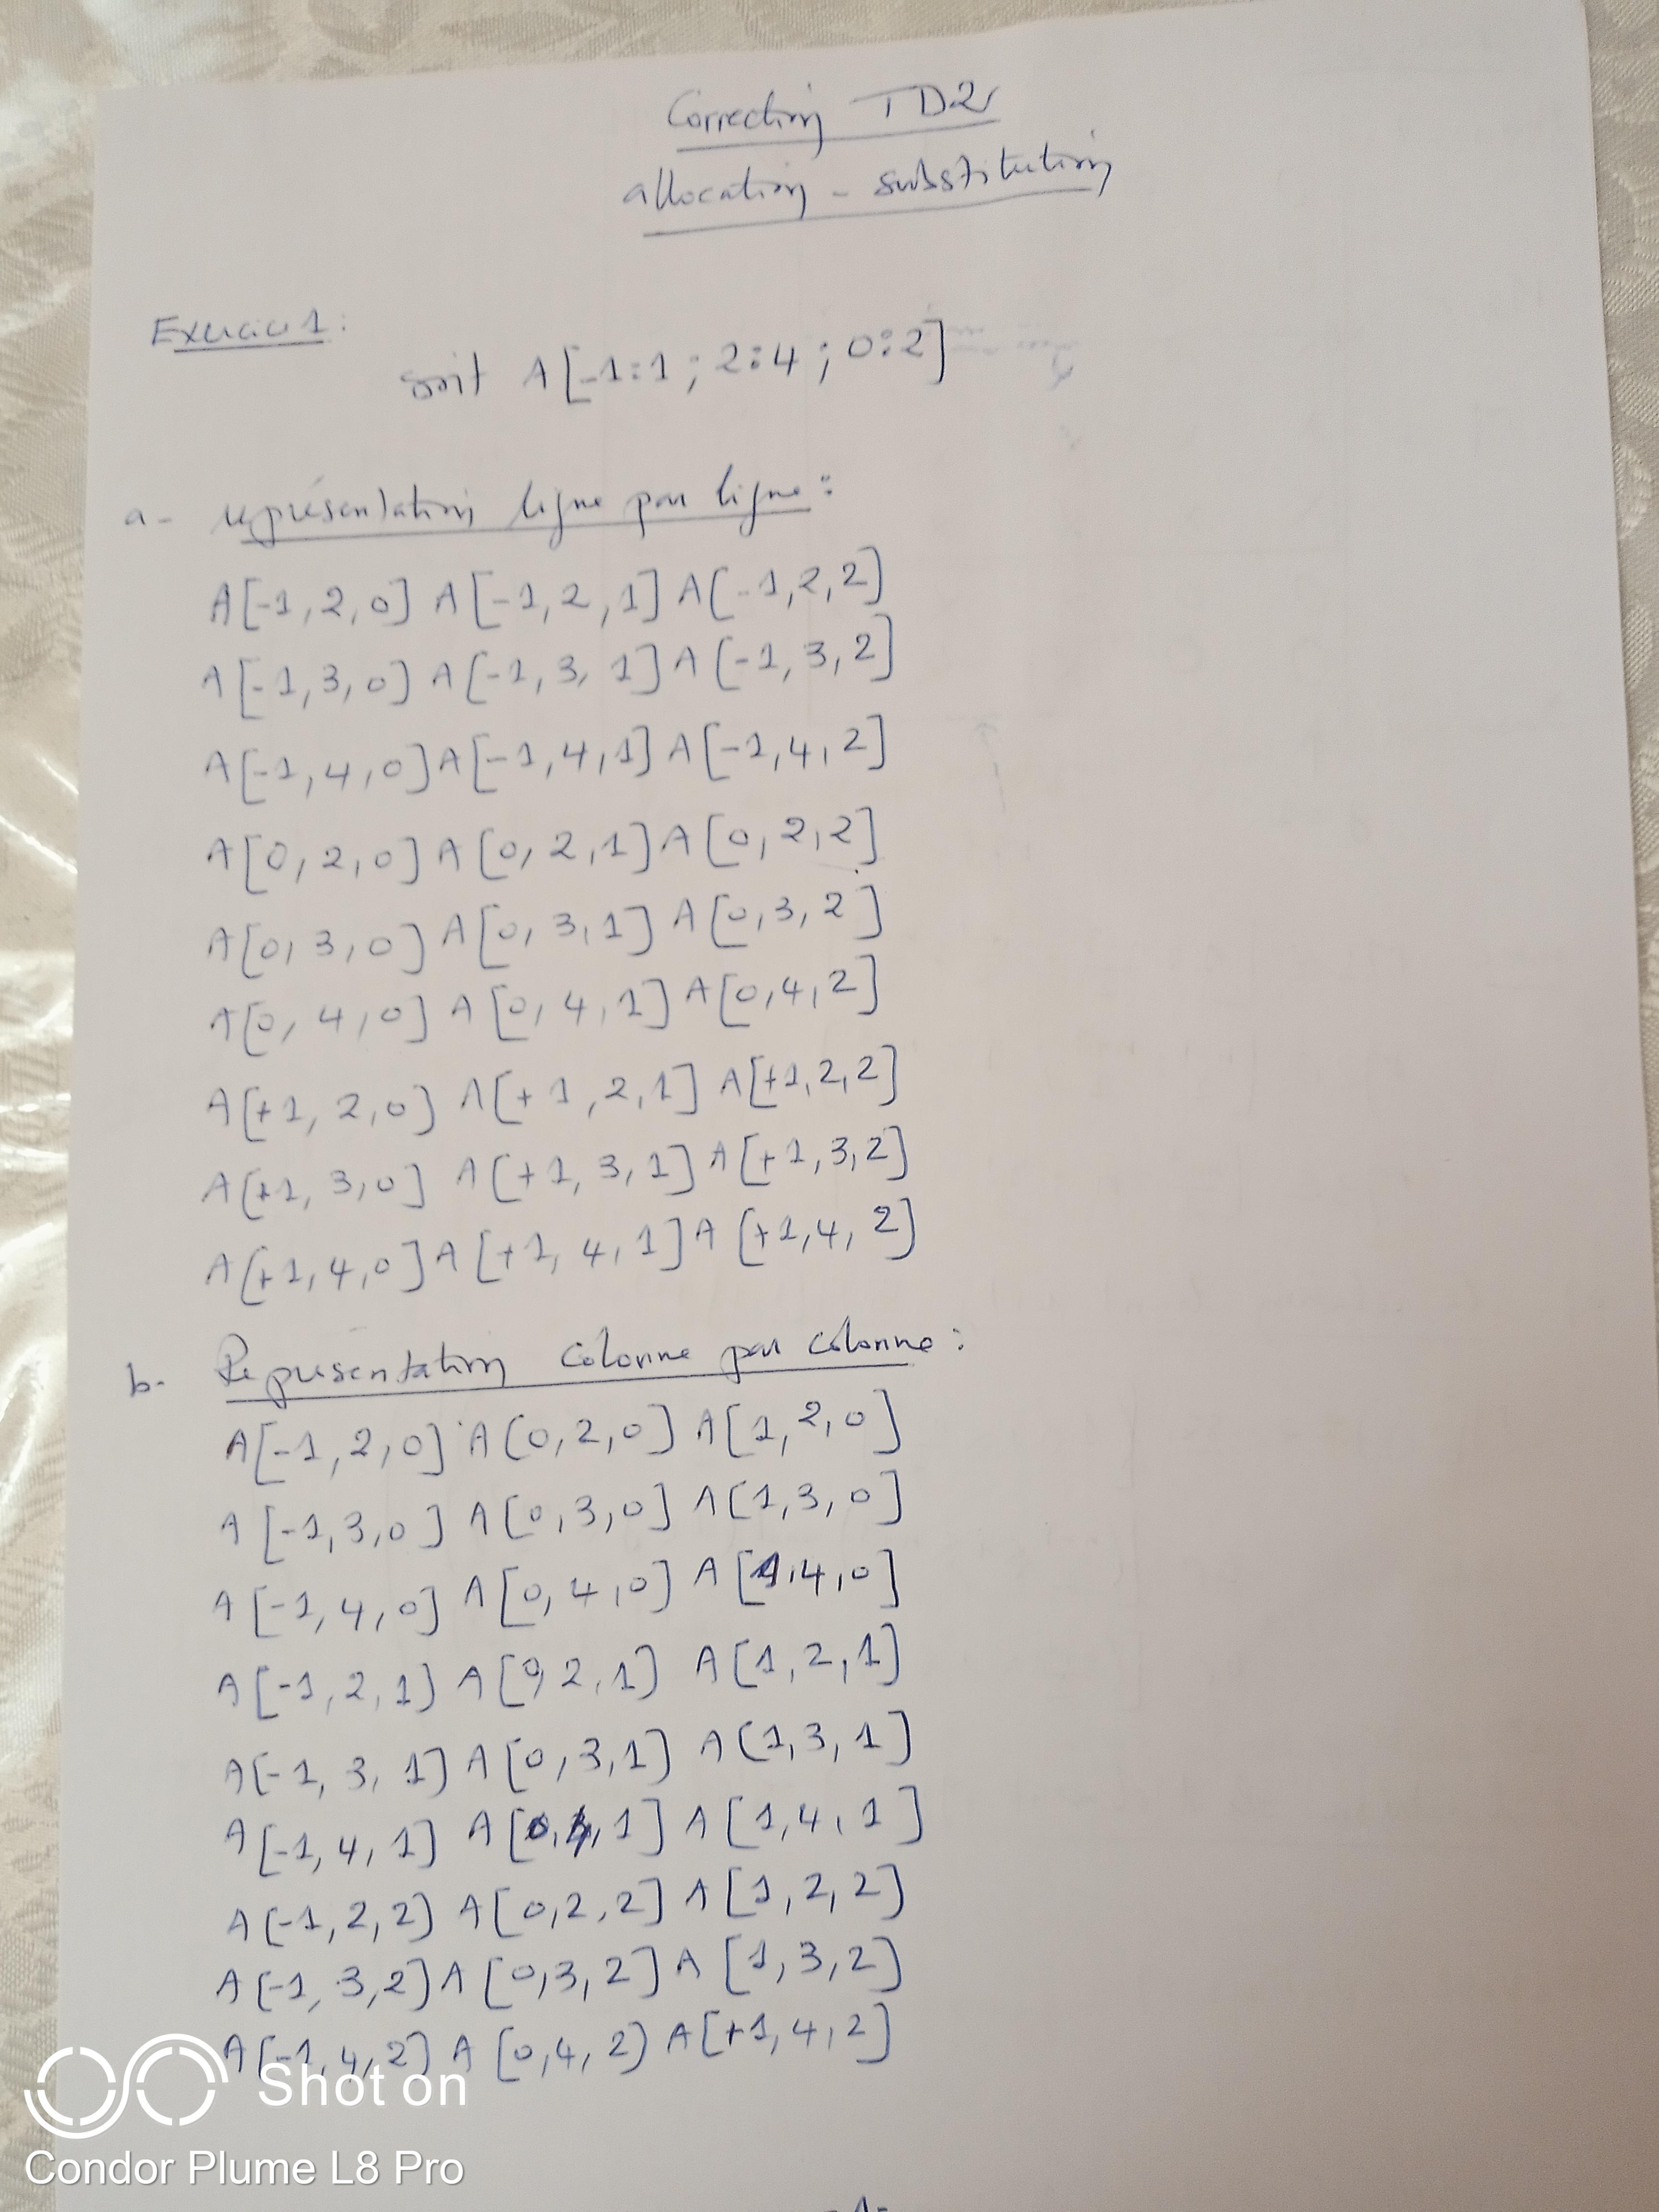 Correction TD2
allocation - substitution
Exercice 1:
soit A[-1:1; 2:4; 0:2]
a- représentation ligne par ligne:
A[-1,2,0] A[-1,2,1] A[-1,2,2]
A[-1,3,0] A[-1,3,1] A[-1,3,2]
A[-1,4,0] A[-1,4,1] A[-1,4,2]
A[0,2,0] A[0,2,1] A[0,2,2]
A[0,3,0] A[0,3,1] A[0,3,2]
A[0,4,0] A[0,4,1] A[0,4,2]
A[+1,2,0] A[+1,2,1] A[+1,2,2]
A[+1,3,0] A[+1,3,1] A[+1,3,2]
A[+1,4,0] A[+1,4,1] A[+1,4,2]
b- Representation colonne par colonne:
A[-1,2,0] A[0,2,0] A[1,2,0]
A[-1,3,0] A[0,3,0] A[1,3,0]
A[-1,4,0] A[0,4,0] A[1,4,0]
A[-1,2,1] A[0,2,1] A[1,2,1]
A[-1,3,1] A[0,3,1] A[1,3,1]
A[-1,4,1] A[0,4,1] A[1,4,1]
A[-1,2,2] A[0,2,2] A[1,2,2]
A[-1,3,2] A[0,3,2] A[1,3,2]
A[-1,4,2] A[0,4,2] A[+1,4,2]
Shot on
Condor Plume L8 Pro
-1-